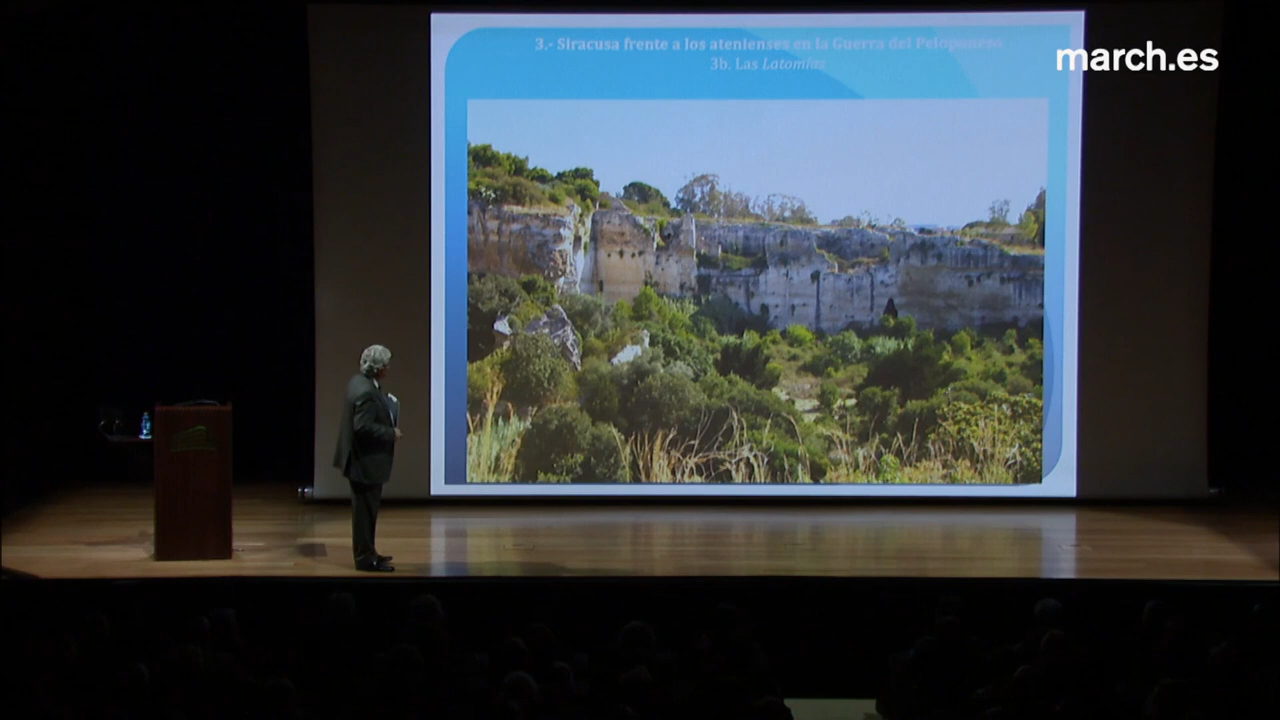 3.- Siracusa frente a los atenienses en la Guerra del Peloponeso
3b. Las Latomías
march.es